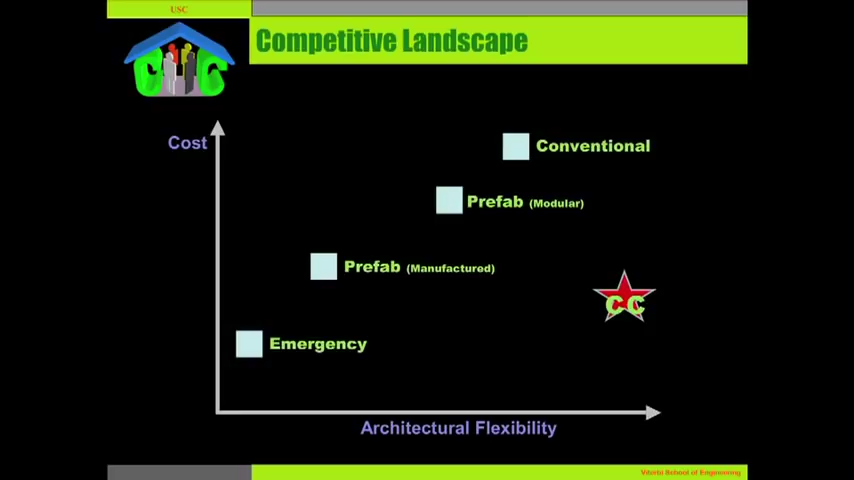 USC
Competitive Landscape
Cost
Conventional
Prefab (Modular)
Prefab (Manufactured)
CC
Emergency
Architectural Flexibility
Viterbi School of Engineering